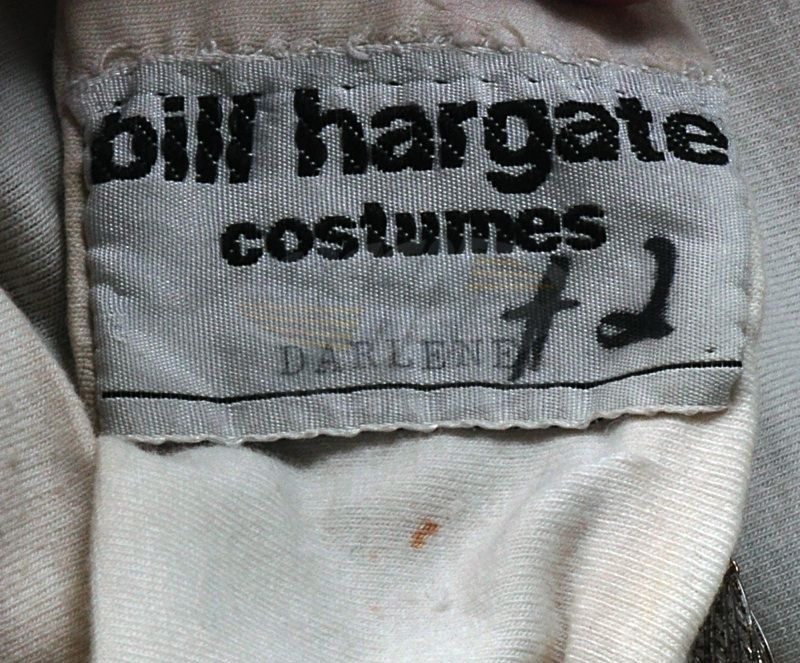 bill hargate
costumes
DARLENE
#2